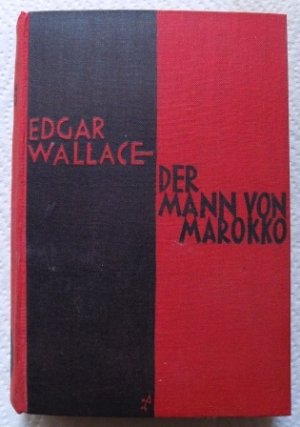 EDGAR
WALLACE
DER
MANN VON
MAROKKO